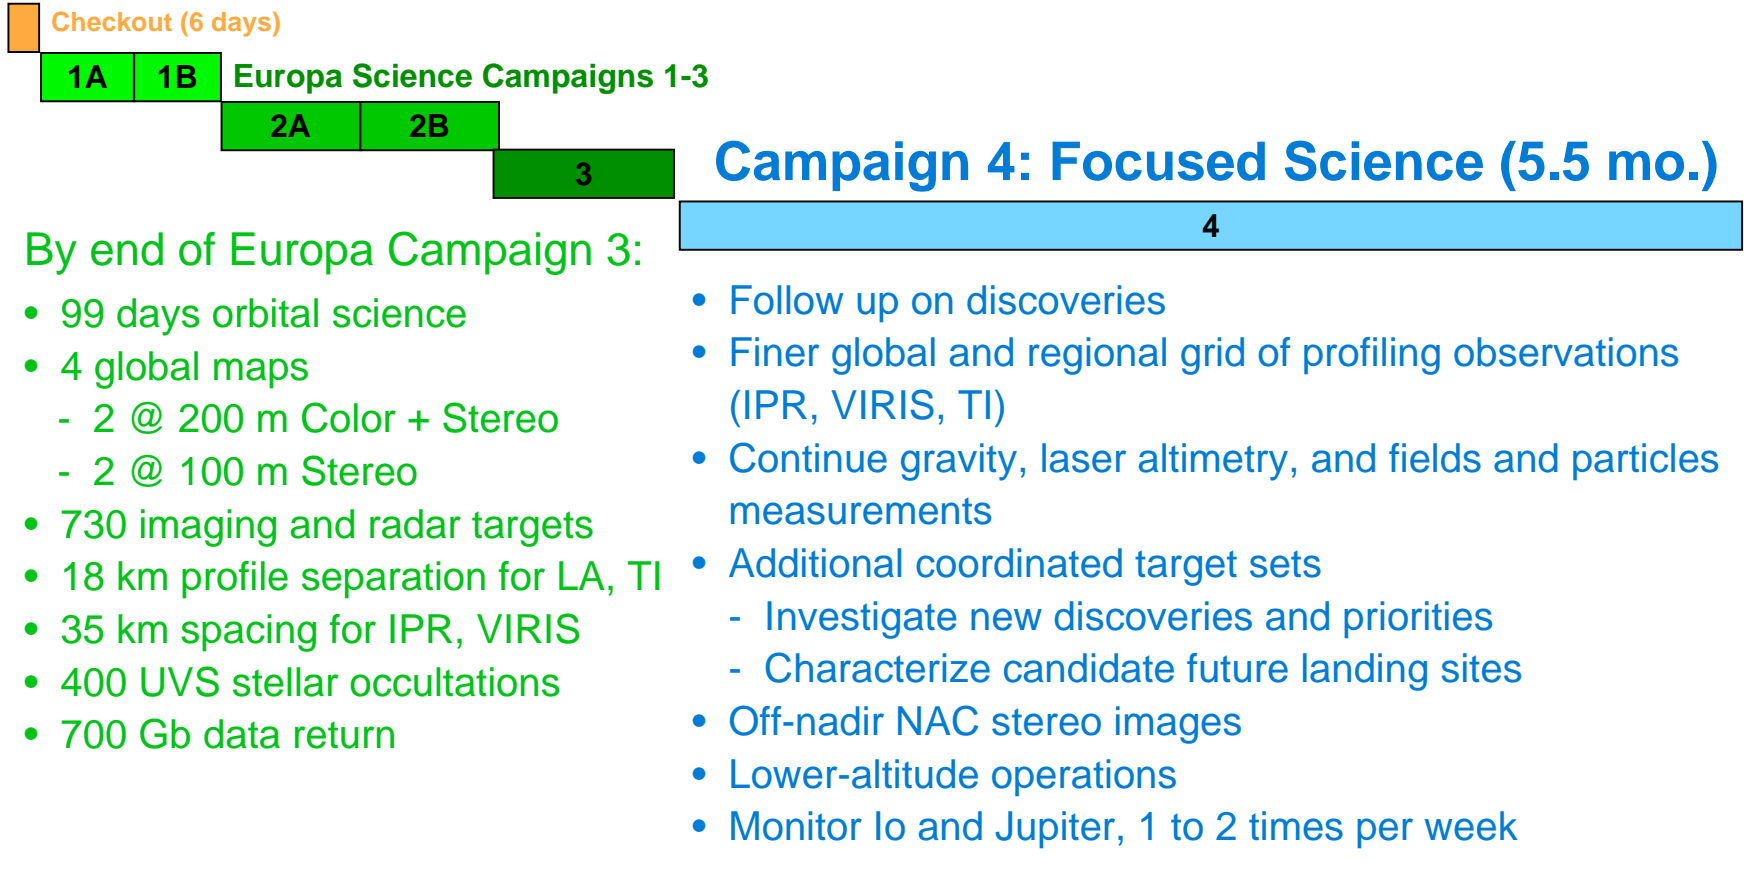 Checkout (6 days)
1A 1B Europa Science Campaigns 1-3
2A 2B
3
Campaign 4: Focused Science (5.5 mo.)
4
By end of Europa Campaign 3:
• 99 days orbital science
• 4 global maps
- 2 @ 200 m Color + Stereo
- 2 @ 100 m Stereo
• 730 imaging and radar targets
• 18 km profile separation for LA, TI
• 35 km spacing for IPR, VIRIS
• 400 UVS stellar occultations
• 700 Gb data return
• Follow up on discoveries
• Finer global and regional grid of profiling observations
(IPR, VIRIS, TI)
• Continue gravity, laser altimetry, and fields and particles
measurements
• Additional coordinated target sets
- Investigate new discoveries and priorities
- Characterize candidate future landing sites
• Off-nadir NAC stereo images
• Lower-altitude operations
• Monitor Io and Jupiter, 1 to 2 times per week